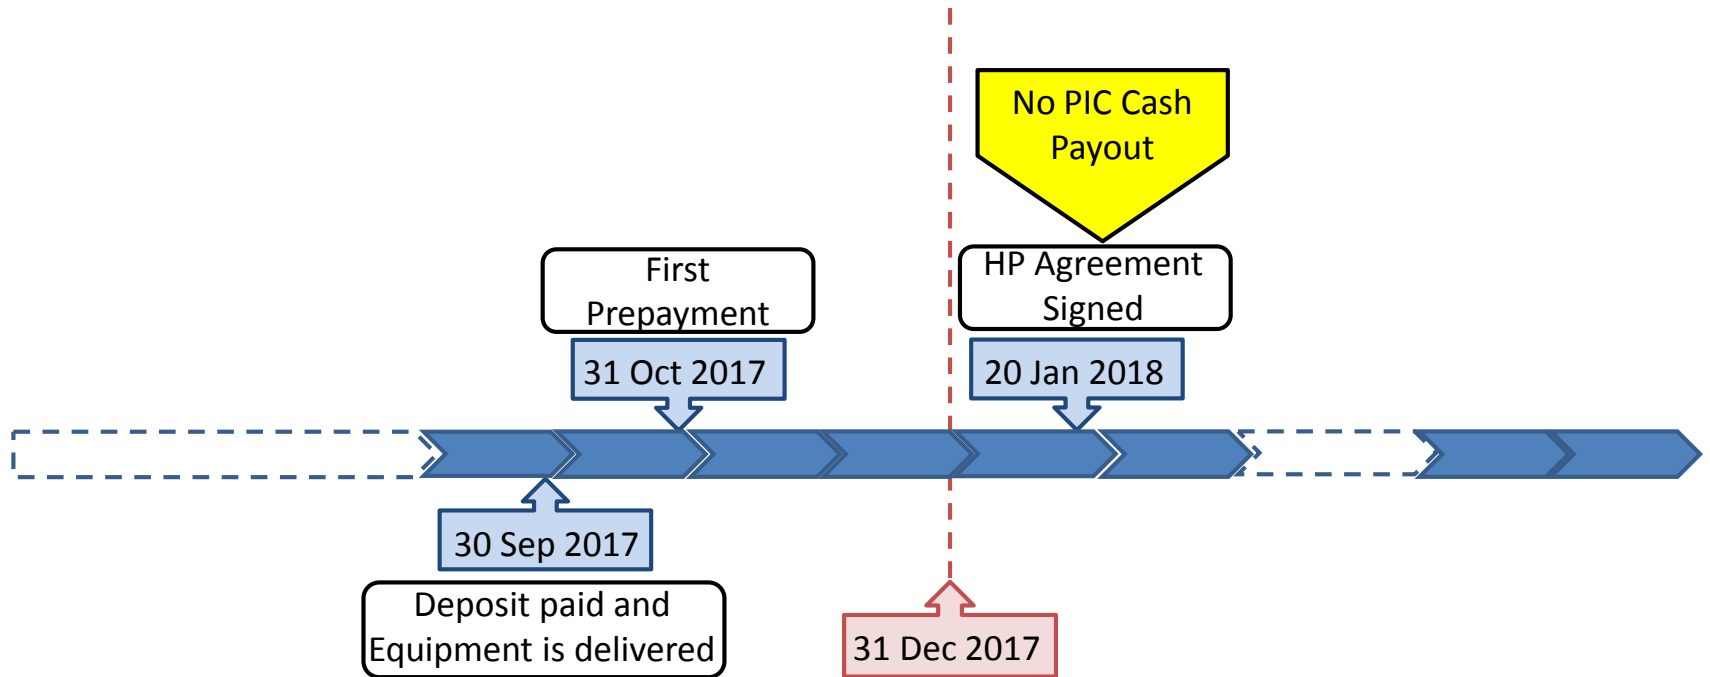 No PIC Cash
Payout
First
Prepayment
HP Agreement
Signed
31 Oct 2017
20 Jan 2018
30 Sep 2017
Deposit paid and
Equipment is delivered
31 Dec 2017